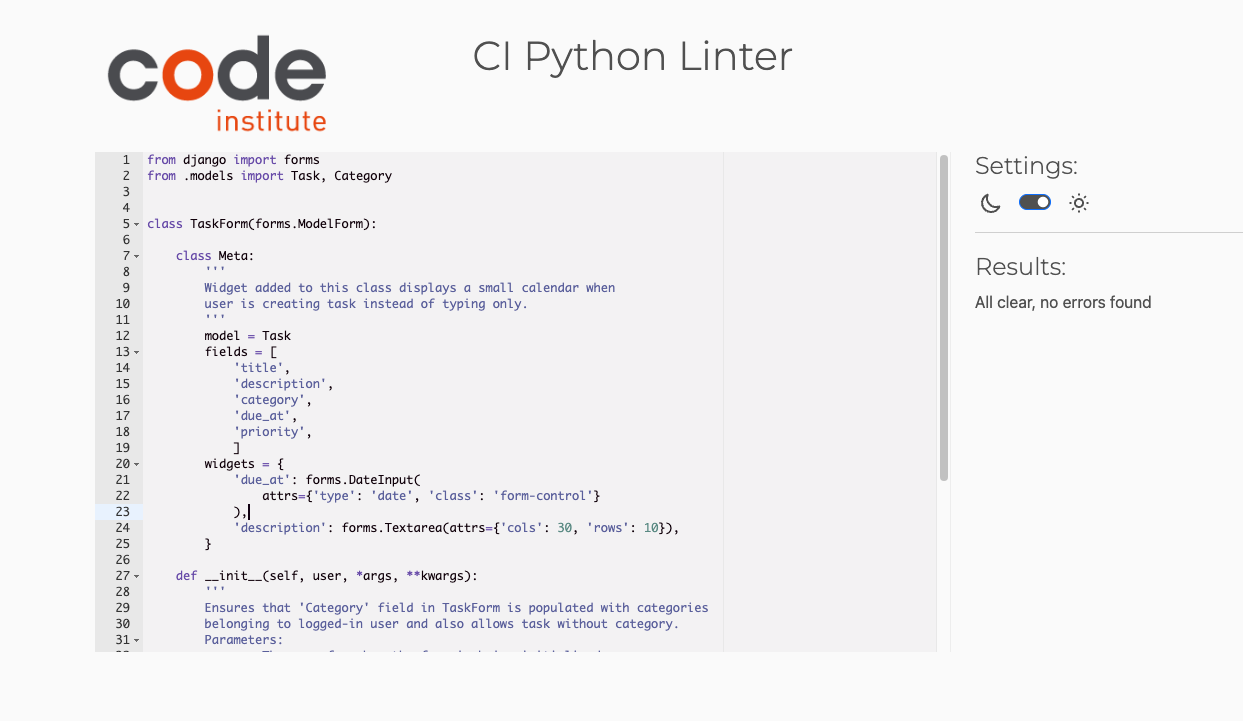 code
institute
CI Python Linter
1 from django import forms
2 from .models import Task, Category
3
4
5 class TaskForm(forms.ModelForm):
6
7     class Meta:
8         '''
9         Widget added to this class displays a small calendar when
10         user is creating task instead of typing only.
11         '''
12         model = Task
13         fields = [
14             'title',
15             'description',
16             'category',
17             'due_at',
18             'priority',
19             ]
20         widgets = {
21             'due_at': forms.DateInput(
22                 attrs={'type': 'date', 'class': 'form-control'}
23             ),
24             'description': forms.Textarea(attrs={'cols': 30, 'rows': 10}),
25         }
26
27     def __init__(self, user, *args, **kwargs):
28         '''
29         Ensures that 'Category' field in TaskForm is populated with categories
30         belonging to logged-in user and also allows task without category.
31         Parameters:
Settings:
Results:
All clear, no errors found